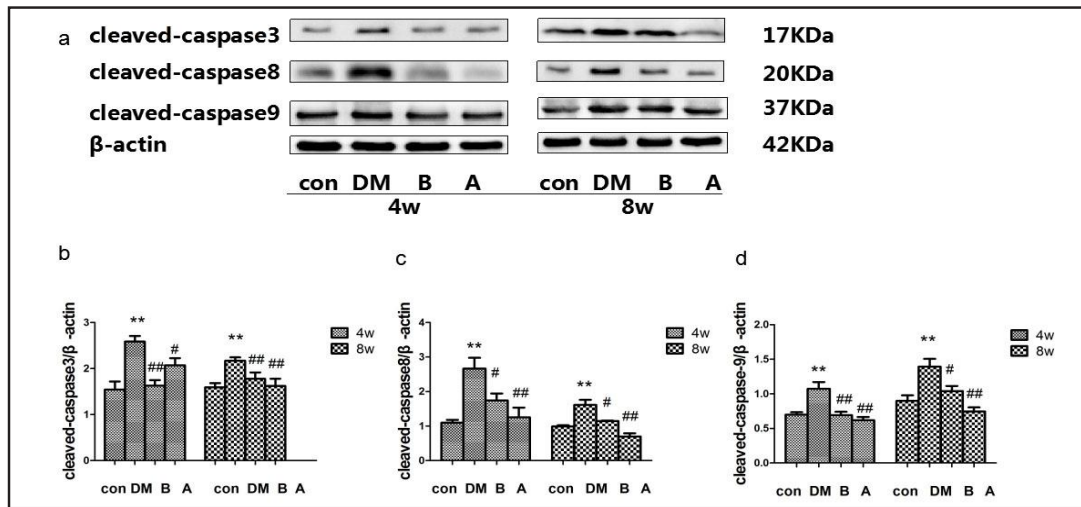 a
cleaved-caspase3 17KDa
cleaved-caspase8 20KDa
cleaved-caspase9 37KDa
β-actin 42KDa
con DM B A con DM B A
4w 8w
b
cleaved-caspase3/β -actin
3
2
1
0
** ## # ** ## ##
con DM B A con DM B A
4w
8w
c
cleaved-caspase8/β -actin
4
3
2
1
0
** # ## ** # ##
con DM B A con DM B A
4w
8w
d
cleaved-caspase-9/β -actin
2.0
1.5
1.0
0.5
0.0
** ## ## ** # ##
con DM B A con DM B A
4w
8w